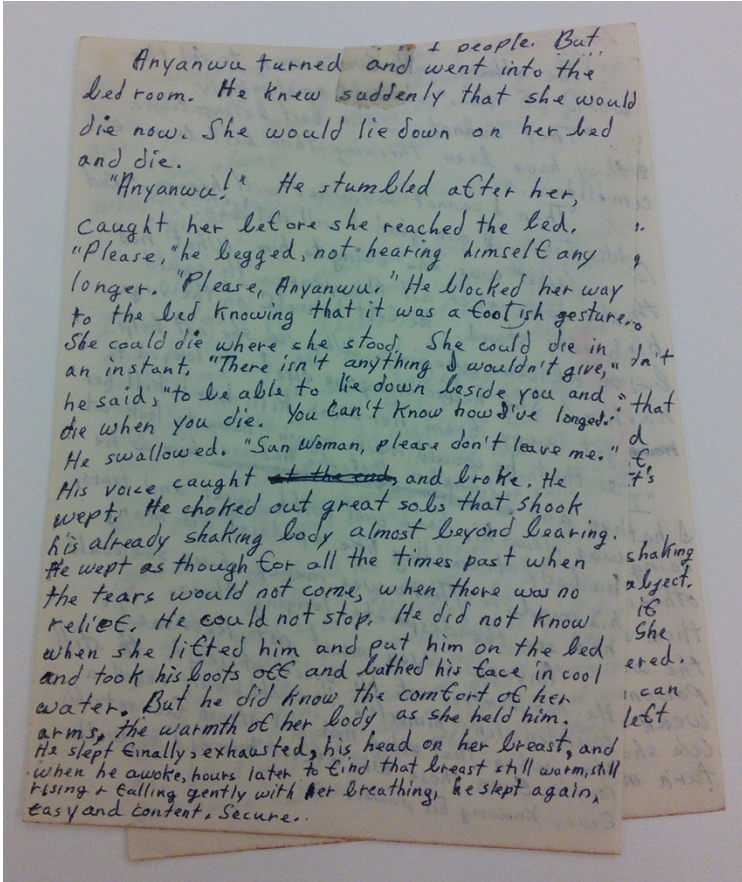 people. But
Anyanwu turned and went into the
bedroom. He knew suddenly that she would
die now. She would lie down on her bed
and die.
"Anyanwu!" He stumbled after her,
caught her before she reached the bed.
"Please," he begged, not hearing himself any
longer. "Please, Anyanwu." He blocked her way
to the bed knowing that it was a foolish gesture.
She could die where she stood. She could die in
an instant. "There isn't anything I wouldn't give,"
he said, "to be able to lie down beside you and
die when you die. You can't know how I've longed."
He swallowed. "Sun Woman, please don't leave me."
His voice caught at the end, and broke. He
wept. He choked out great sobs that shook
his already shaking body almost beyond bearing.
He wept as though for all the times past when
the tears would not come, when there was no
relief. He could not stop. He did not know
when she lifted him and put him on the bed
and took his boots off and bathed his face in cool
water. But he did know the comfort of her
arms, the warmth of her body as she held him.
He slept finally, exhausted, his head on her breast, and
when he awoke, hours later to find that breast still warm, still
rising + falling gently with her breathing, he slept again,
easy and content. Secure.
that
shaking
abject.
if
She
ered.
can
left